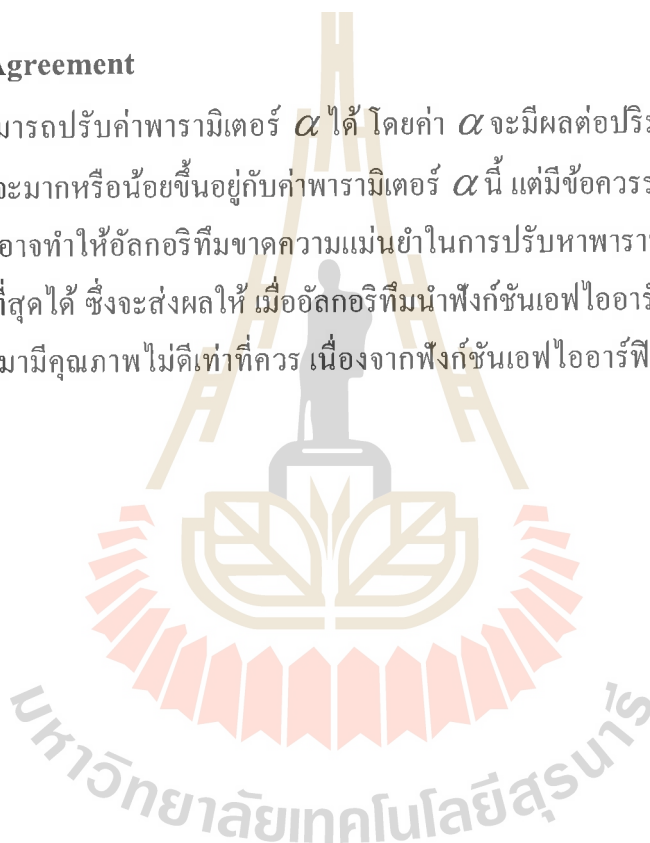 Agreement
มารถปรับค่าพารามิเตอร์ α ได้ โดยค่า α จะมีผลต่อปริม
จะมากหรือน้อยขึ้นอยู่กับค่าพารามิเตอร์ α นี้ แต่มีข้อควรร
อาจทำให้อัลกอริทึมขาดความแม่นยำในการปรับหาพาราม
ที่สุดได้ ซึ่งจะส่งผลให้ เมื่ออัลกอริทึมนำฟังก์ชันเอฟไออาร์
มามีคุณภาพไม่ดีเท่าที่ควร เนื่องจากฟังก์ชันเอฟไออาร์ฟิ
มหาวิทยาลัยเทคโนโลยีสุรนารี